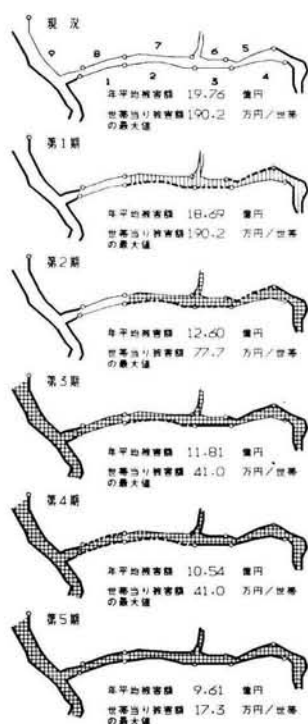 現況
9 8 7 6 5
1 2 3 4
年平均被害額 19.76 億円
世帯当り被害額 190.2 万円/世帯
の最大値
第1期
年平均被害額 18.69 億円
世帯当り被害額 190.2 万円/世帯
の最大値
第2期
年平均被害額 12.60 億円
世帯当り被害額 77.7 万円/世帯
の最大値
第3期
年平均被害額 11.81 億円
世帯当り被害額 41.0 万円/世帯
の最大値
第4期
年平均被害額 10.54 億円
世帯当り被害額 41.0 万円/世帯
の最大値
第5期
年平均被害額 9.61 億円
世帯当り被害額 17.3 万円/世帯
の最大値